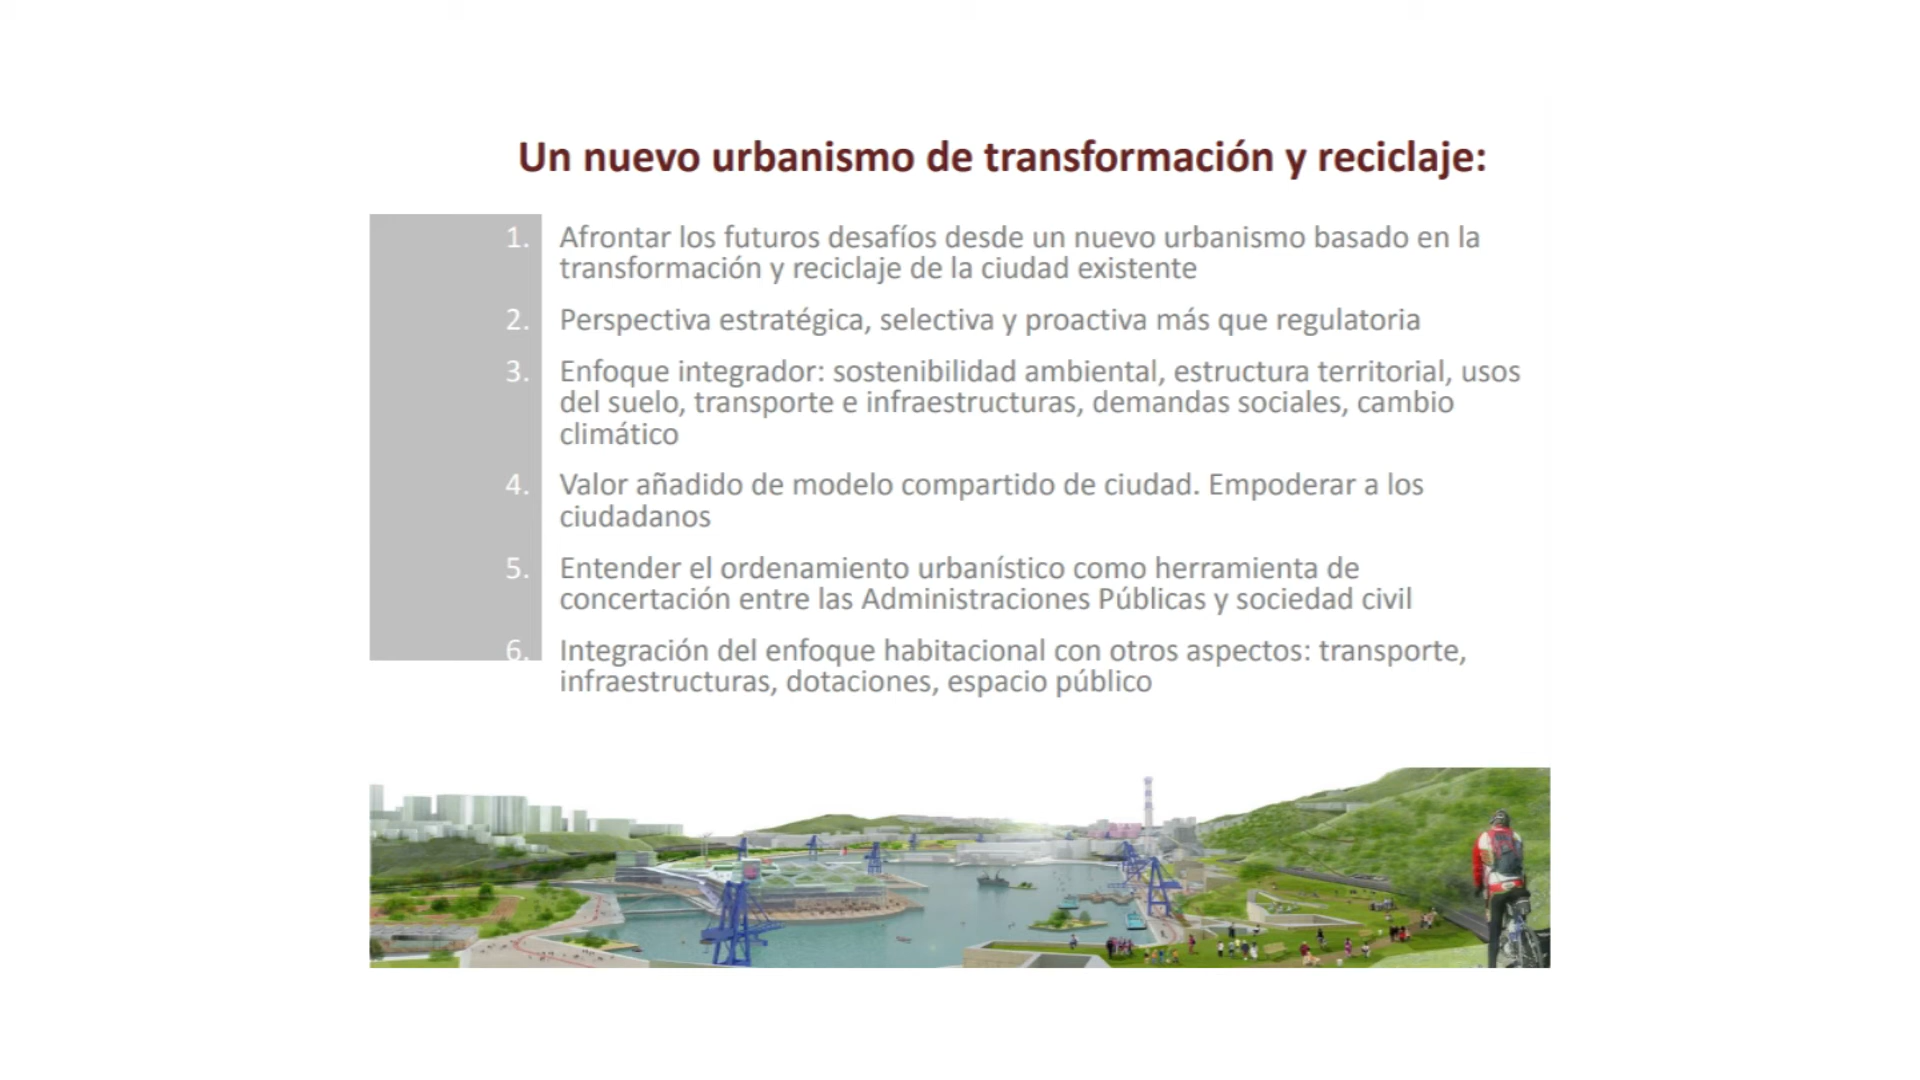 Un nuevo urbanismo de transformación y reciclaje:
1. Afrontar los futuros desafíos desde un nuevo urbanismo basado en la
transformación y reciclaje de la ciudad existente
2. Perspectiva estratégica, selectiva y proactiva más que regulatoria
3. Enfoque integrador: sostenibilidad ambiental, estructura territorial, usos
del suelo, transporte e infraestructuras, demandas sociales, cambio
climático
4. Valor añadido de modelo compartido de ciudad. Empoderar a los
ciudadanos
5. Entender el ordenamiento urbanístico como herramienta de
concertación entre las Administraciones Públicas y sociedad civil
6. Integración del enfoque habitacional con otros aspectos: transporte,
infraestructuras, dotaciones, espacio público